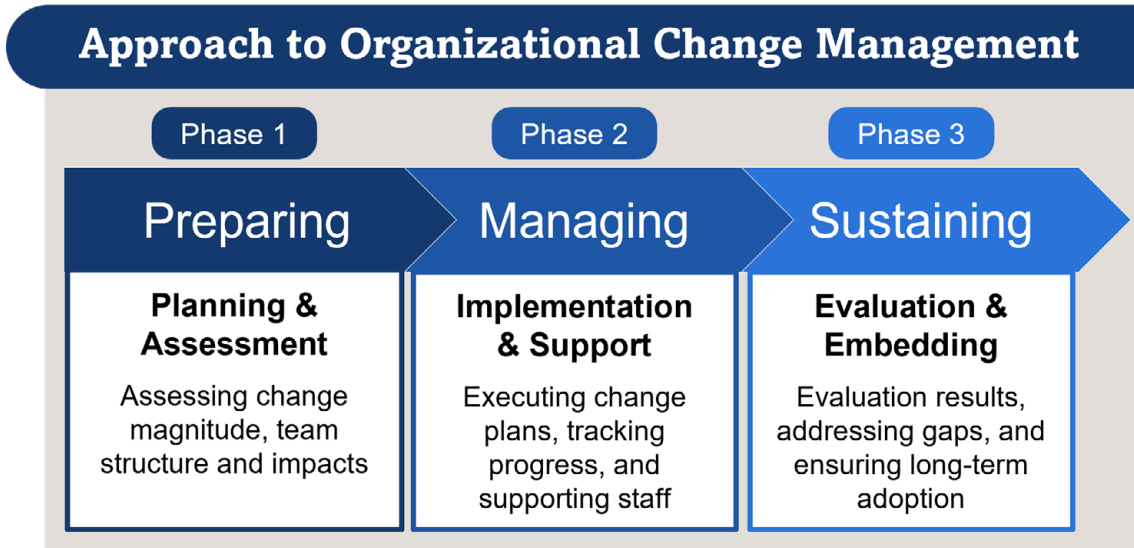 Approach to Organizational Change Management
Phase 1
Phase 2
Phase 3
Preparing
Managing
Sustaining
Planning &
Assessment
Assessing change
magnitude, team
structure and impacts
Implementation
& Support
Executing change
plans, tracking
progress, and
supporting staff
Evaluation &
Embedding
Evaluation results,
addressing gaps, and
ensuring long-term
adoption